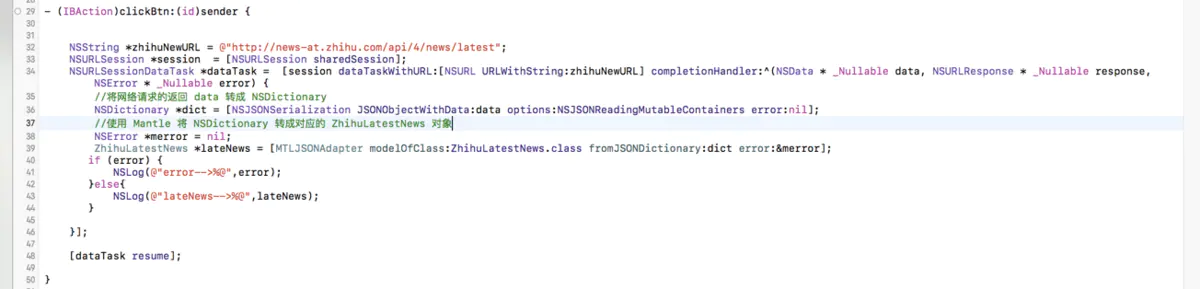 28
29 - (IBAction)clickBtn:(id)sender {
30
31
32 NSString *zhihuNewURL = @"http://news-at.zhihu.com/api/4/news/latest";
33 NSURLSession *session  = [NSURLSession sharedSession];
34 NSURLSessionDataTask *dataTask =  [session dataTaskWithURL:[NSURL URLWithString:zhihuNewURL] completionHandler:^(NSData * _Nullable data, NSURLResponse * _Nullable response,
NSError * _Nullable error) {
35 //将网络请求的返回 data 转成 NSDictionary
36 NSDictionary *dict = [NSJSONSerialization JSONObjectWithData:data options:NSJSONReadingMutableContainers error:nil];
37 //使用 Mantle 将 NSDictionary 转成对应的 ZhihuLatestNews 对象
38 NSError *merror = nil;
39 ZhihuLatestNews *lateNews = [MTLJSONAdapter modelOfClass:ZhihuLatestNews.class fromJSONDictionary:dict error:&merror];
40 if (error) {
41 NSLog(@"error-->%@",error);
42 }else{
43 NSLog(@"lateNews-->%@",lateNews);
44 }
45
46 }];
47
48 [dataTask resume];
49
50 }